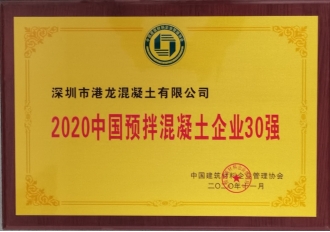 深圳市港龙混凝土有限公司
2020中国预拌混凝土企业30强
中国建筑材料企业管理协会
二〇二〇年十一月